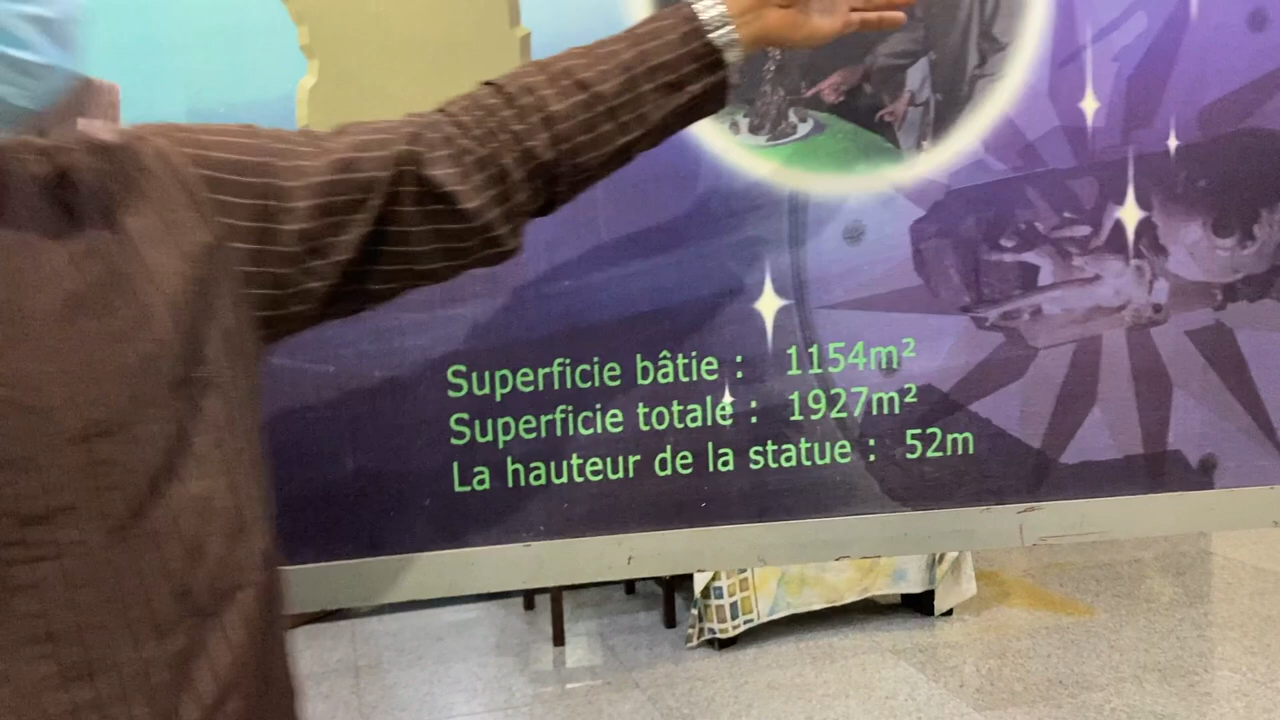 Superficie bâtie : 1154m²
Superficie totale : 1927m²
La hauteur de la statue : 52m